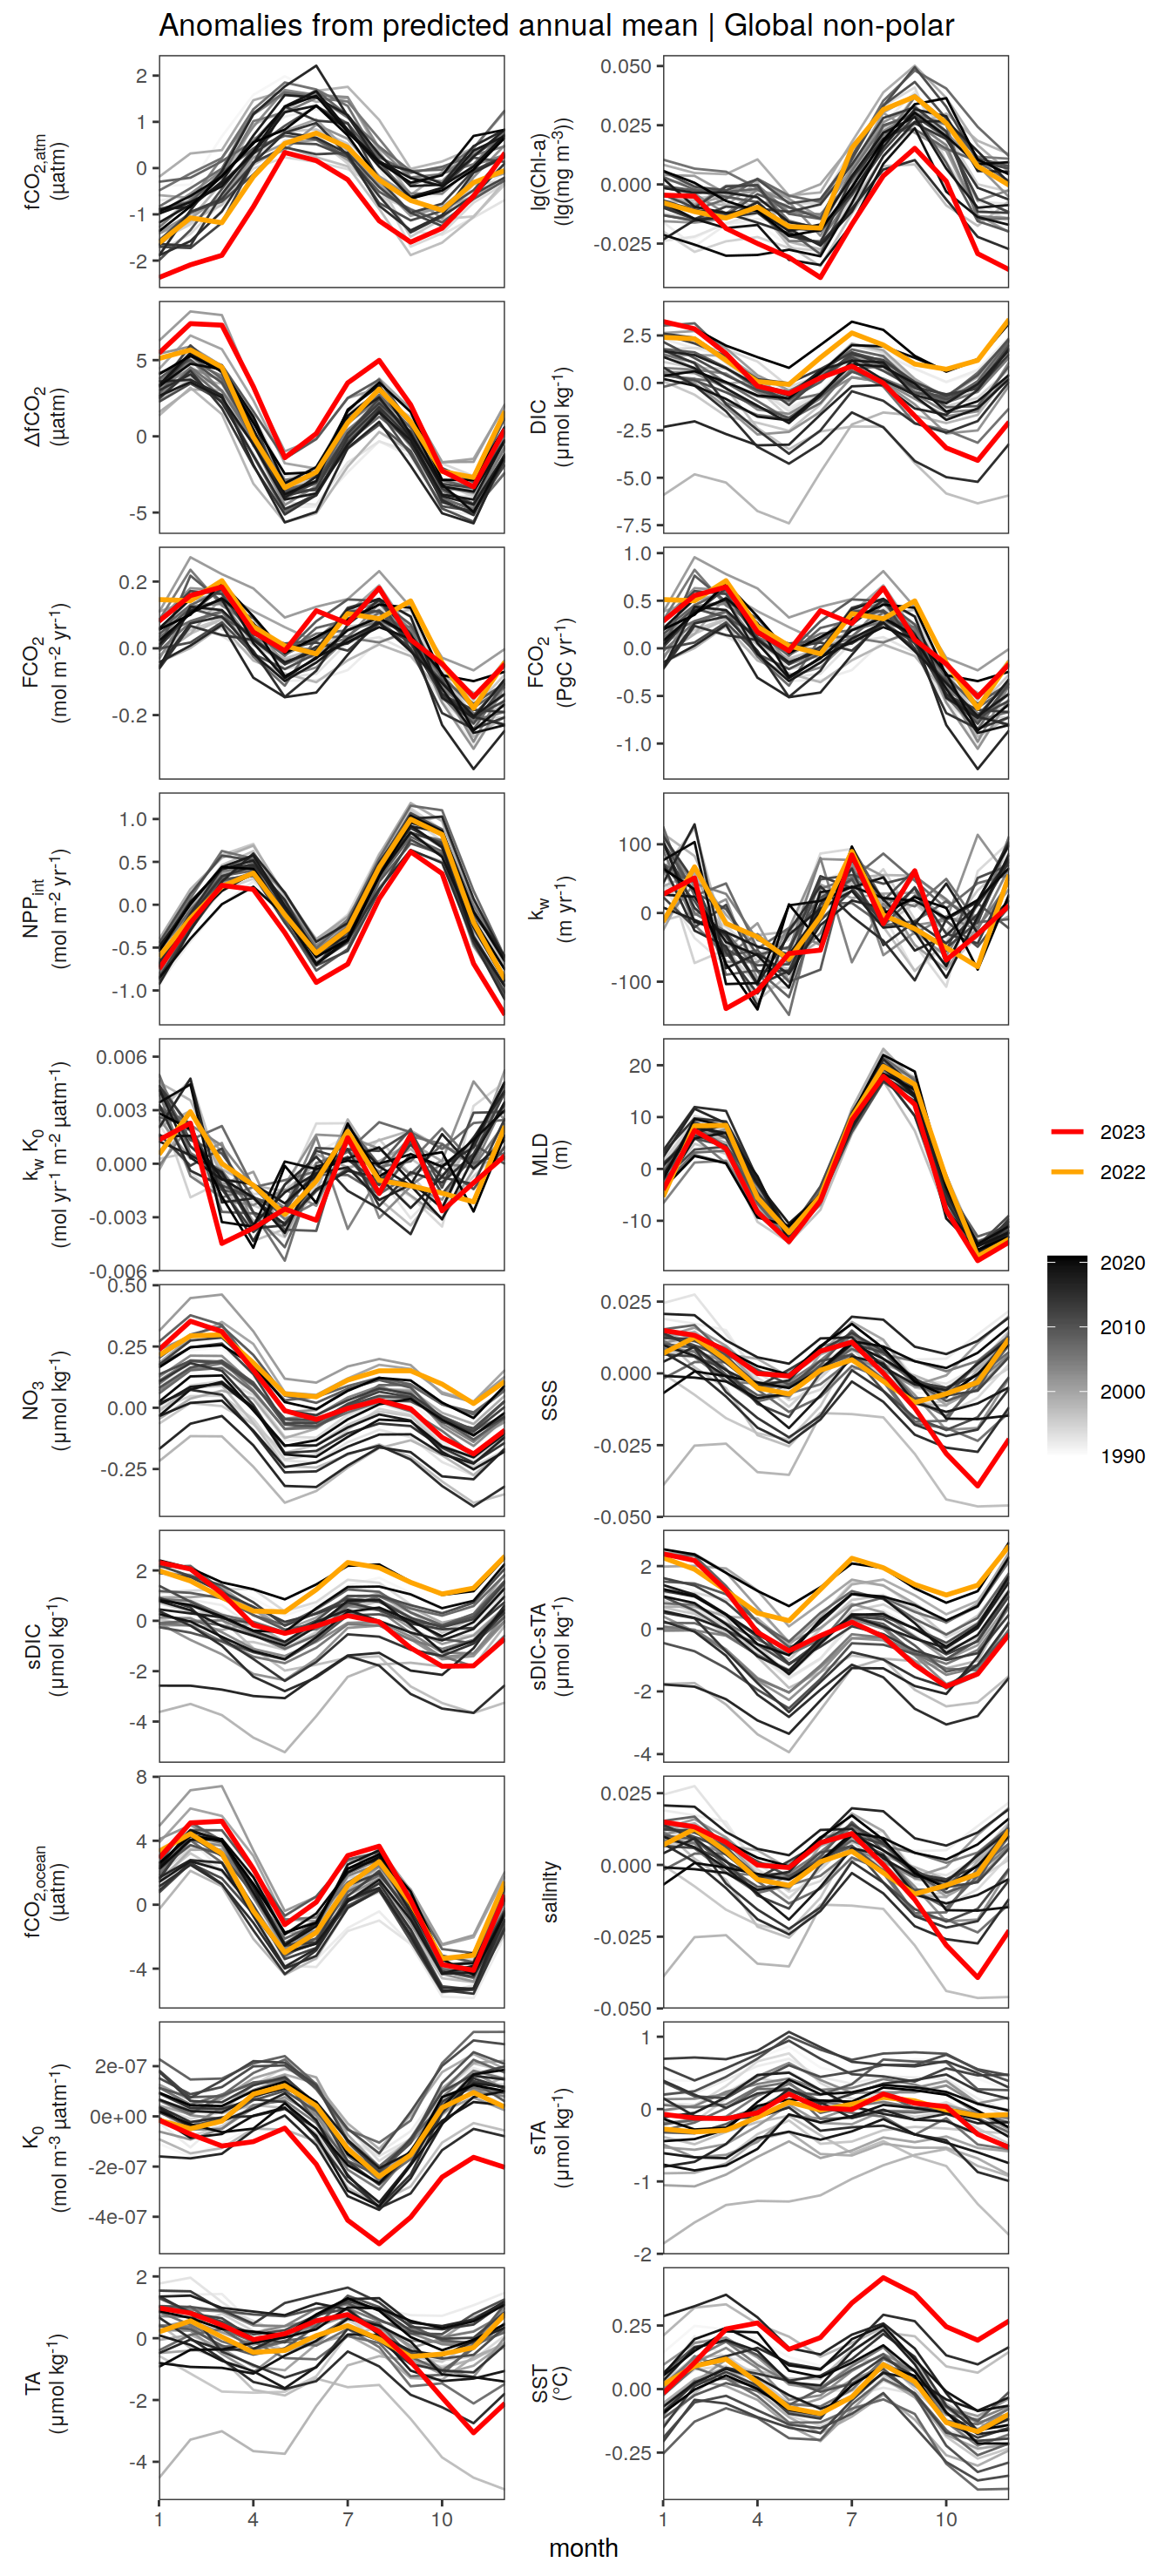 Anomalies from predicted annual mean | Global non-polar
fCO2,atm
(µatm)
2
1
0
-1
-2
lg(Chl-a)
(lg(mg m-3))
0.050
0.025
0.000
-0.025
ΔfCO2
(µatm)
5
0
-5
DIC
(µmol kg-1)
2.5
0.0
-2.5
-5.0
-7.5
FCO2
(mol m-2 yr-1)
0.2
0.0
-0.2
FCO2
(PgC yr-1)
1.0
0.5
0.0
-0.5
-1.0
NPPint
(mol m-2 yr-1)
1.0
0.5
0.0
-0.5
-1.0
kw
(m yr-1)
100
0
-100
kw K0
(mol yr-1 m-2 µatm-1)
0.006
0.003
0.000
-0.003
-0.006
MLD
(m)
20
10
0
-10
2023
2022
2020
2010
2000
1990
NO3
(µmol kg-1)
0.50
0.25
0.00
-0.25
SSS
0.025
0.000
-0.025
-0.050
sDIC
(µmol kg-1)
2
0
-2
-4
sDIC-sTA
(µmol kg-1)
2
0
-2
-4
fCO2,ocean
(µatm)
8
4
0
-4
salinity
0.025
0.000
-0.025
-0.050
K0
(mol m-3 µatm-1)
2e-07
0e+00
-2e-07
-4e-07
sTA
(µmol kg-1)
1
0
-1
-2
TA
(µmol kg-1)
2
0
-2
-4
SST
(°C)
0.25
0.00
-0.25
1 4 7 10
1 4 7 10
month